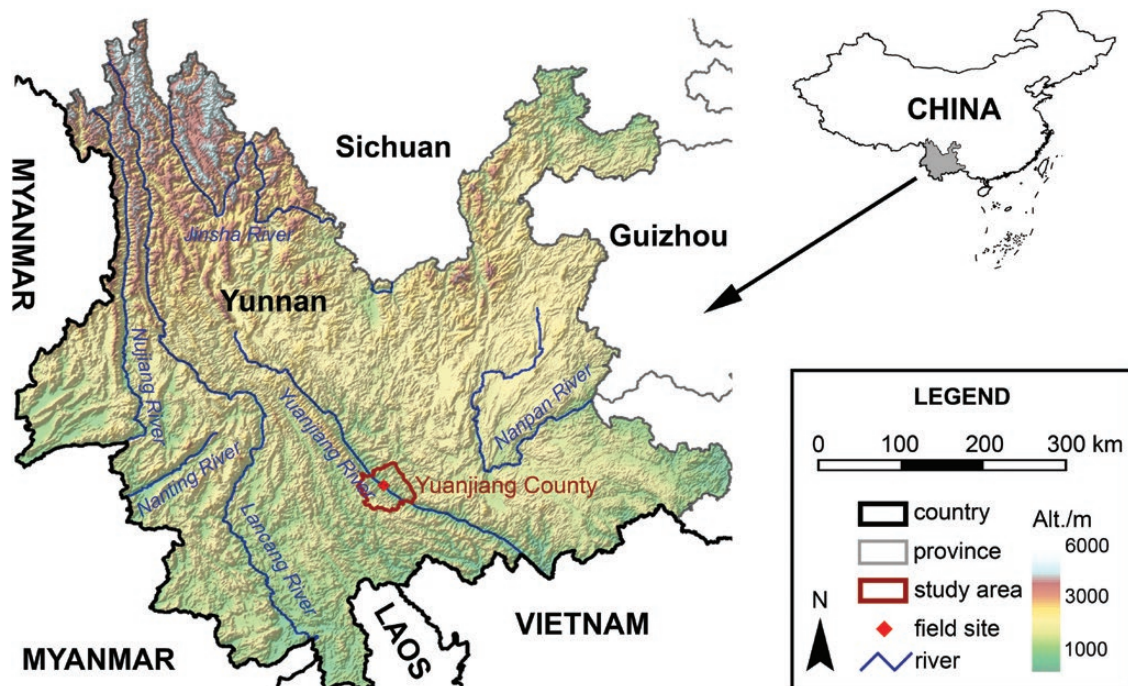 CHINA
Sichuan
MYANMAR
Guizhou
Jinsha River
Yunnan
Nujiang River
Yuanjiang River
Nanpan River
Nanting River
Yuanjiang County
Lancang River
LAOS
VIETNAM
MYANMAR
LEGEND
0 100 200 300 km
country
province
study area
field site
river
Alt./m
6000
3000
1000
N